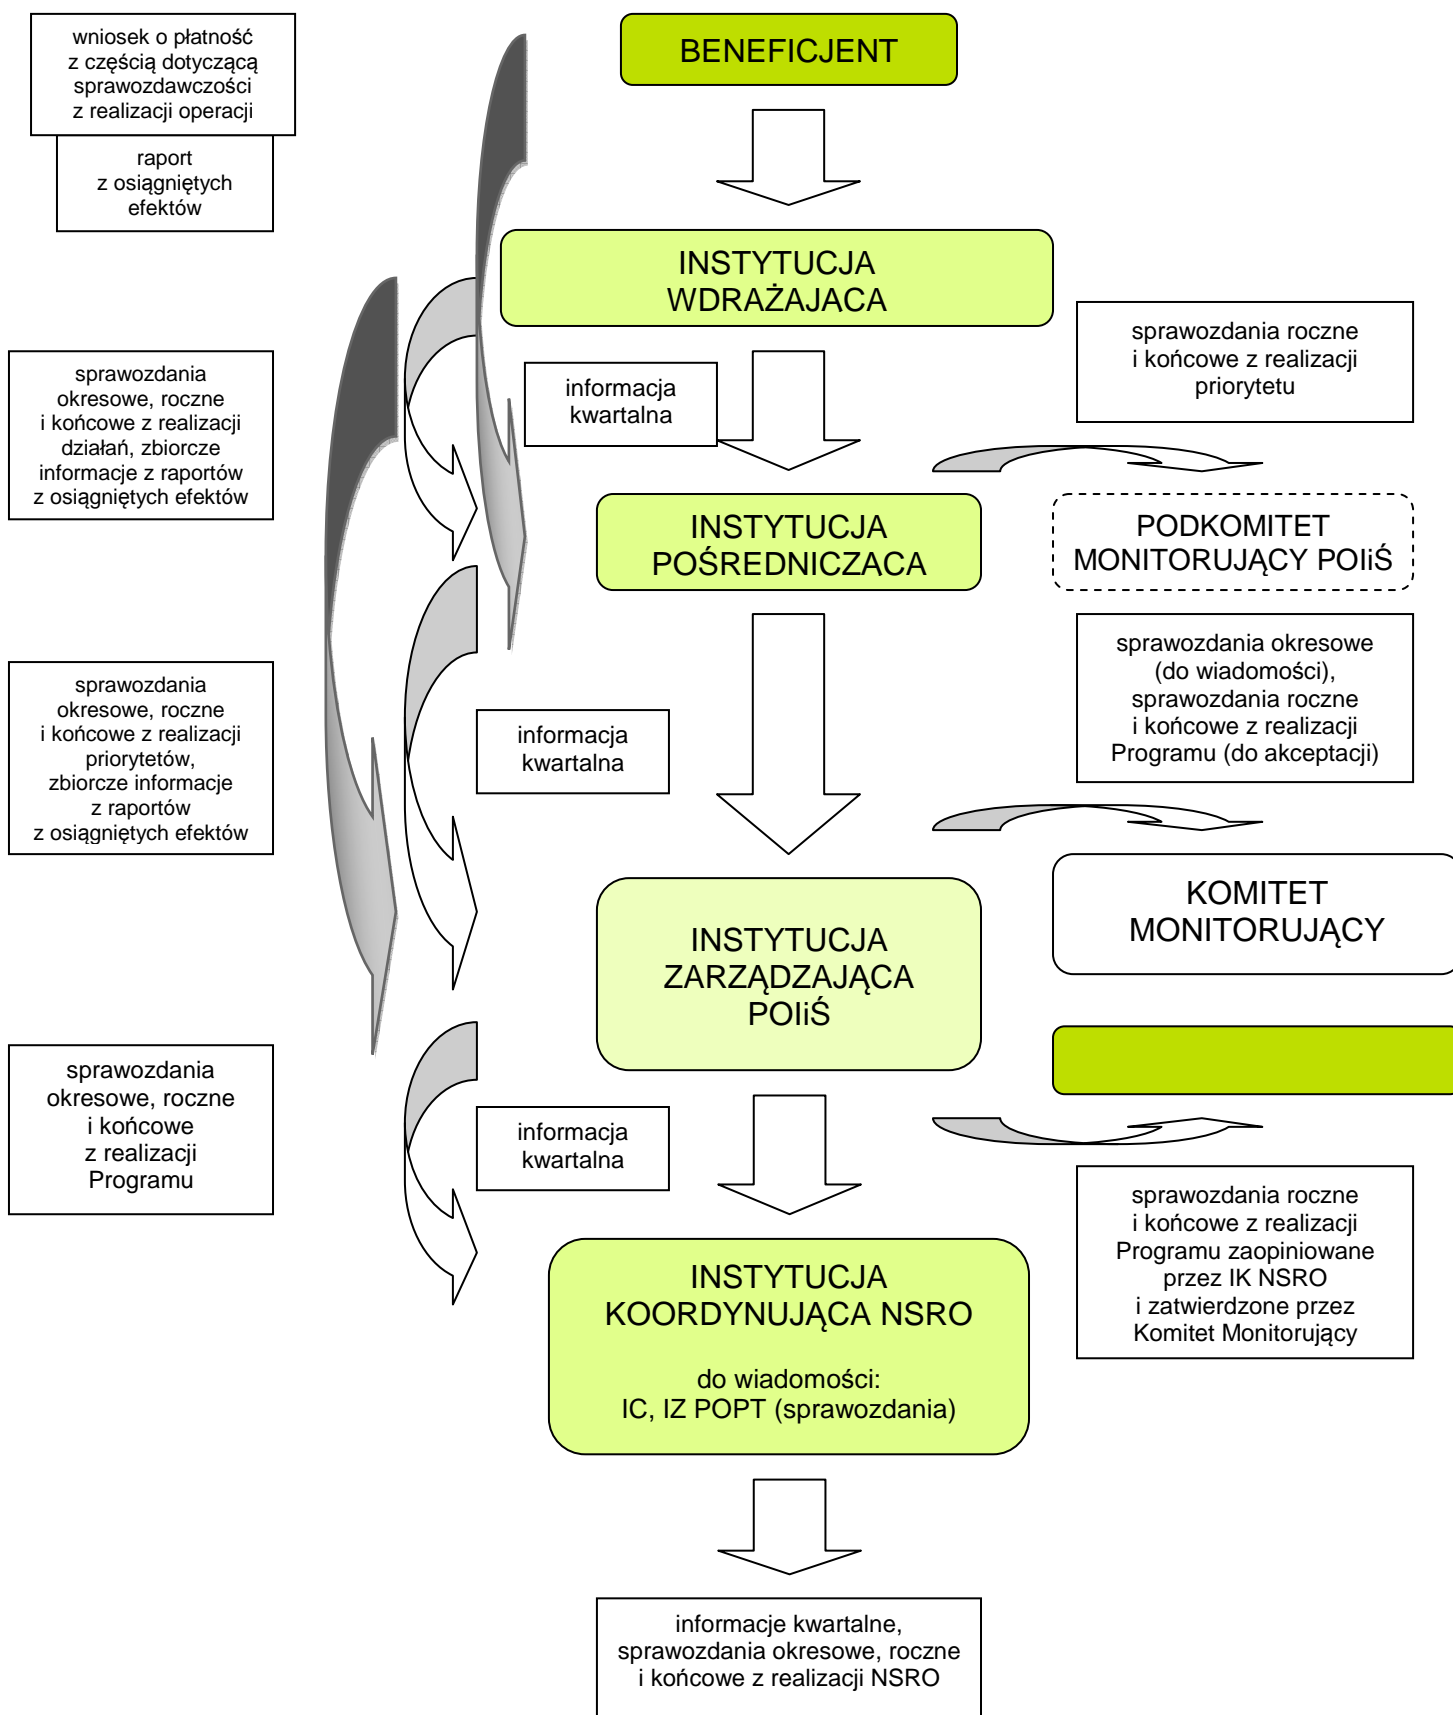 wniosek o płatność
z częścią dotyczącą
sprawozdawczości
z realizacji operacji
raport
z osiągniętych
efektów
BENEFICJENT
INSTYTUCJA
WDRAŻAJĄCA
sprawozdania roczne
i końcowe z realizacji
priorytetu
sprawozdania
okresowe, roczne
i końcowe z realizacji
działań, zbiorcze
informacje z raportów
z osiągniętych efektów
informacja
kwartalna
INSTYTUCJA
POŚREDNICZĄCA
PODKOMITET
MONITORUJĄCY POIiŚ
sprawozdania okresowe
(do wiadomości),
sprawozdania roczne
i końcowe z realizacji
Programu (do akceptacji)
sprawozdania
okresowe, roczne
i końcowe z realizacji
priorytetów,
zbiorcze informacje
z raportów
z osiągniętych efektów
informacja
kwartalna
KOMITET
MONITORUJĄCY
INSTYTUCJA
ZARZĄDZAJĄCA
POIiŚ
sprawozdania
okresowe, roczne
i końcowe
z realizacji
Programu
informacja
kwartalna
sprawozdania roczne
i końcowe z realizacji
Programu zaopiniowane
przez IK NSRO
i zatwierdzone przez
Komitet Monitorujący
INSTYTUCJA
KOORDYNUJĄCA NSRO
do wiadomości:
IC, IZ POPT (sprawozdania)
informacje kwartalne,
sprawozdania okresowe, roczne
i końcowe z realizacji NSRO